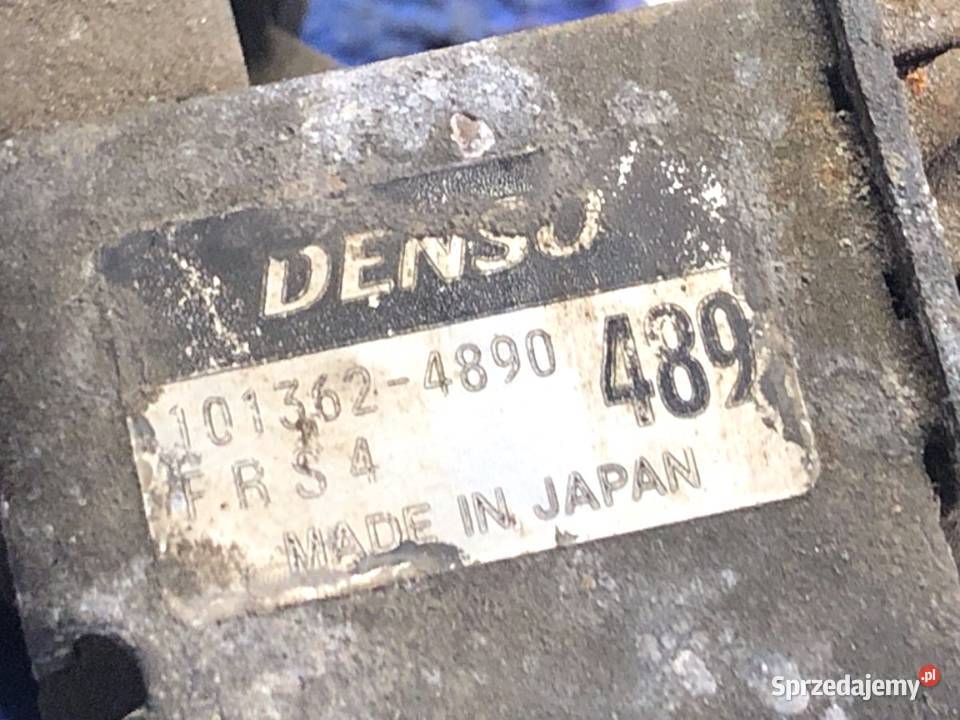 DENSO
101362-4890 489
FRS4
MADE IN JAPAN
Sprzedajemy.pl